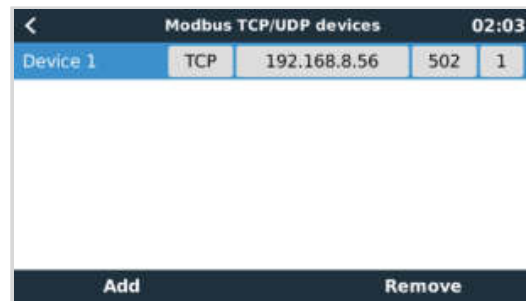 Modbus TCP/UDP devices 02:03
Device 1 TCP 192.168.8.56 502 1
Add Remove